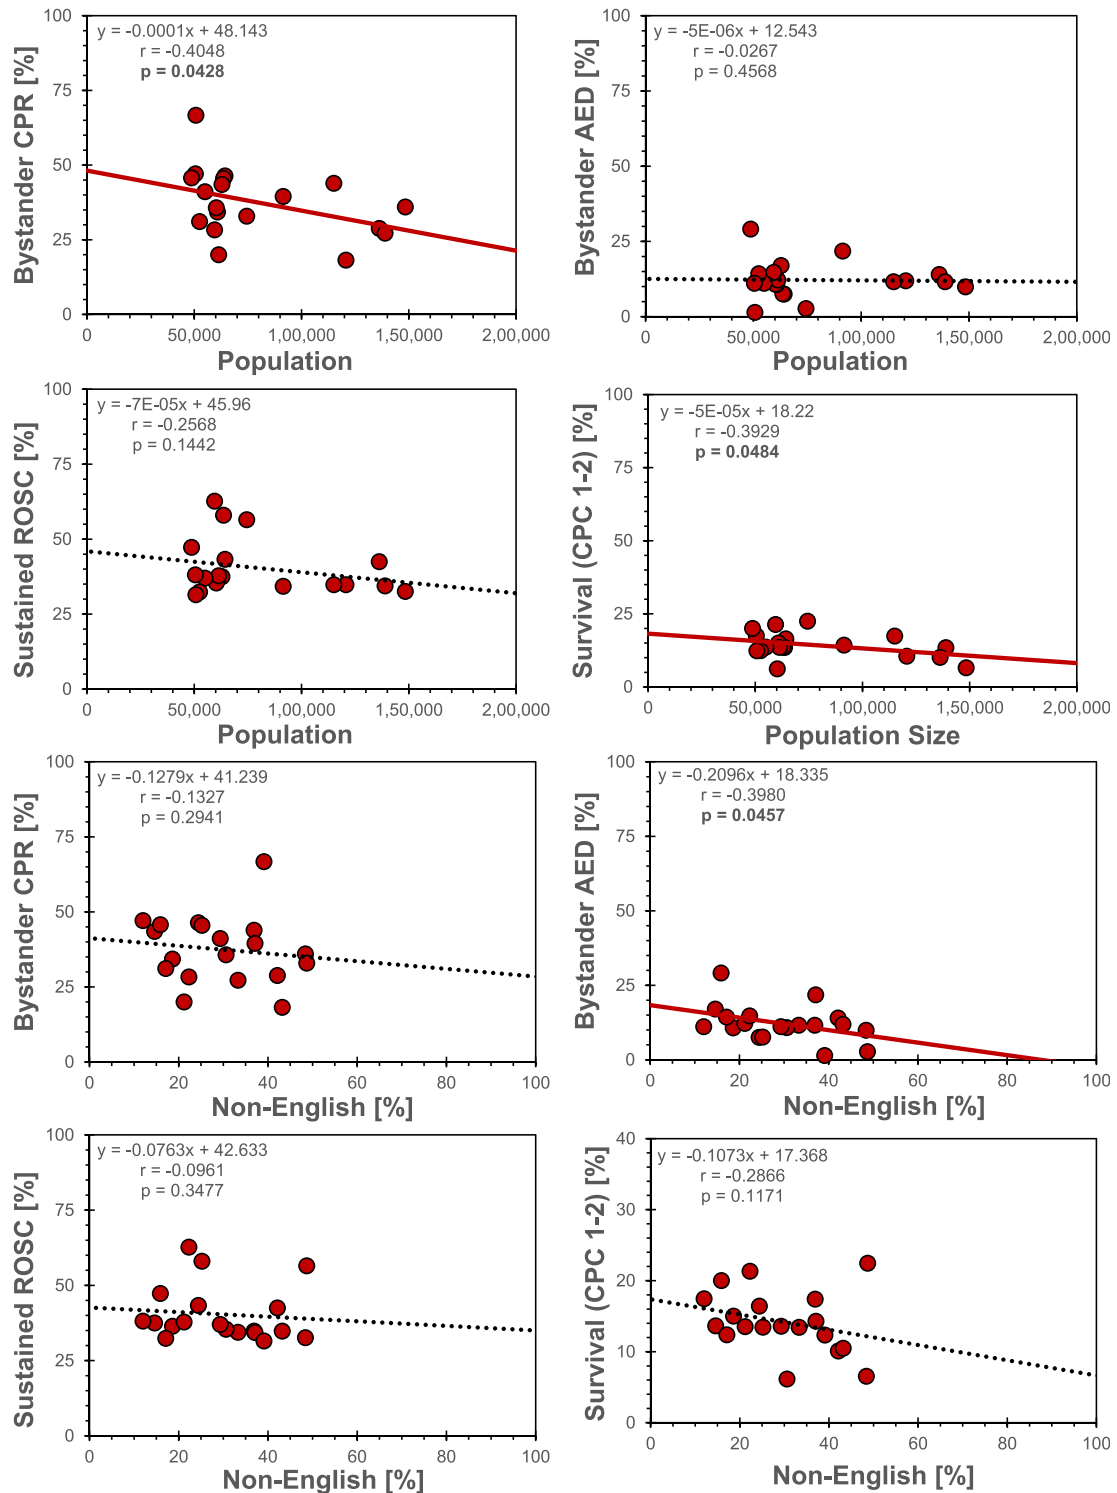 Bystander CPR [%]
100
75
50
25
0
y = -0.0001x + 48.143
r = -0.4048
p = 0.0428
0
50,000
1,00,000
1,50,000
2,00,000
Population
Bystander AED [%]
100
75
50
25
0
y = -5E-06x + 12.543
r = -0.0267
p = 0.4568
0
50,000
1,00,000
1,50,000
2,00,000
Population
Sustained ROSC [%]
100
75
50
25
0
y = -7E-05x + 45.96
r = -0.2568
p = 0.1442
0
50,000
1,00,000
1,50,000
2,00,000
Population
Survival (CPC 1-2) [%]
100
75
50
25
0
y = -5E-05x + 18.22
r = -0.3929
p = 0.0484
0
50,000
1,00,000
1,50,000
2,00,000
Population Size
Bystander CPR [%]
100
75
50
25
0
y = -0.1279x + 41.239
r = -0.1327
p = 0.2941
0
20
40
60
80
100
Non-English [%]
Bystander AED [%]
100
75
50
25
0
y = -0.2096x + 18.335
r = -0.3980
p = 0.0457
0
20
40
60
80
100
Non-English [%]
Sustained ROSC [%]
100
75
50
25
0
y = -0.0763x + 42.633
r = -0.0961
p = 0.3477
0
20
40
60
80
100
Non-English [%]
Survival (CPC 1-2) [%]
40
30
20
10
0
y = -0.1073x + 17.368
r = -0.2866
p = 0.1171
0
20
40
60
80
100
Non-English [%]